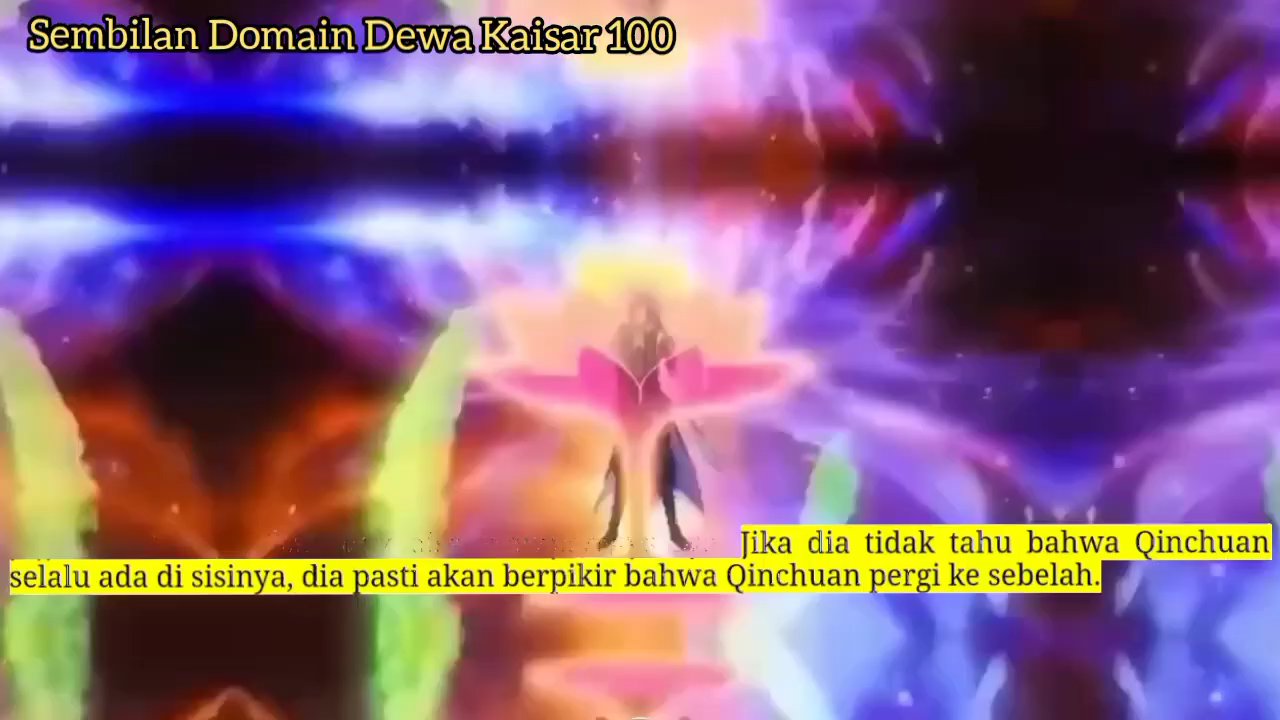 Sembilan Domain Dewa Kaisar 100
Jika dia tidak tahu bahwa Qinchuan
selalu ada di sisinya, dia pasti akan berpikir bahwa Qinchuan pergi ke sebelah.